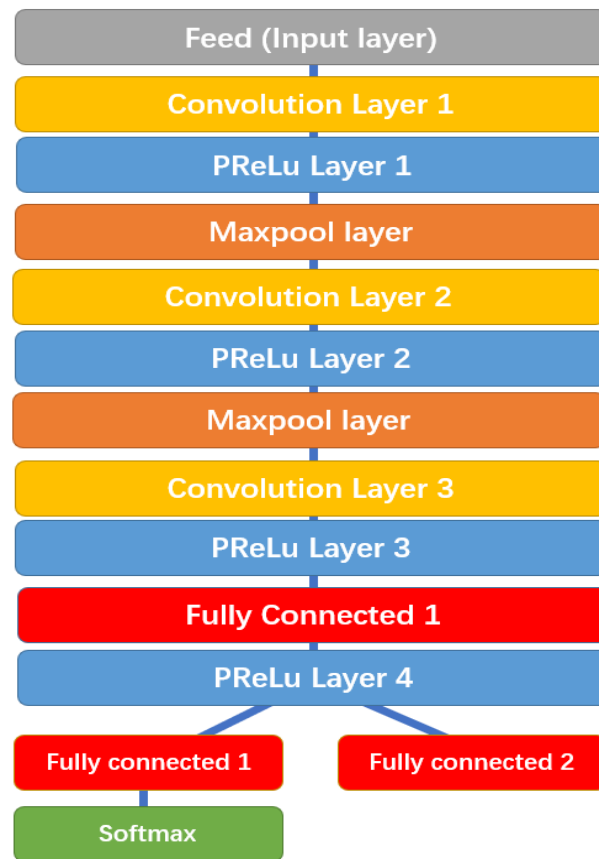 Feed (Input layer)
Convolution Layer 1
PReLu Layer 1
Maxpool layer
Convolution Layer 2
PReLu Layer 2
Maxpool layer
Convolution Layer 3
PReLu Layer 3
Fully Connected 1
PReLu Layer 4
Fully connected 1
Fully connected 2
Softmax